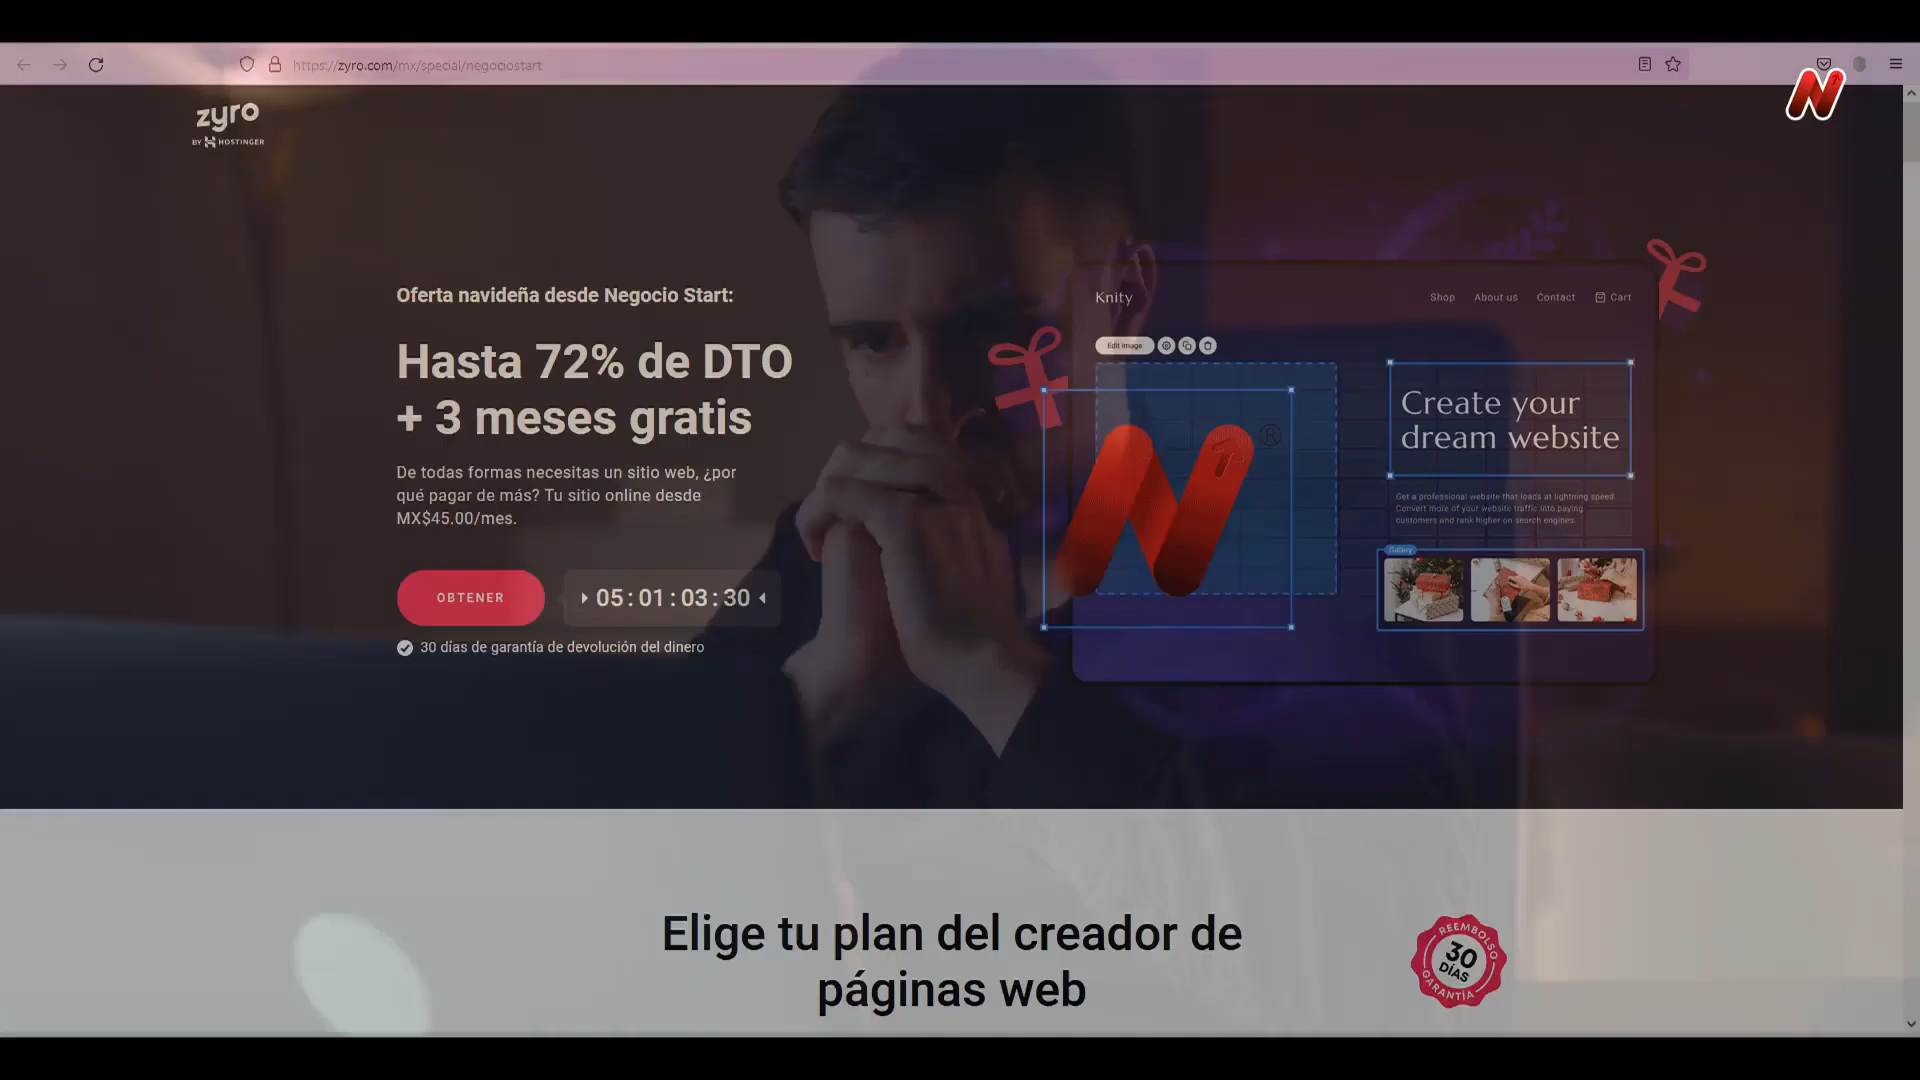 https://zyro.com/mx/special/negociostart
zyro
BY HOSTINGER
N
Oferta navideña desde Negocio Start:
Hasta 72% de DTO
+ 3 meses gratis
De todas formas necesitas un sitio web, ¿por
qué pagar de más? Tu sitio online desde
MX$45.00/mes.
OBTENER
05:01:03:30
30 días de garantía de devolución del dinero
Knity
Shop About us Contact Cart
Edit image
N ®
Create your
dream website
Get a professional website that loads at lightning speed.
Convert more of your website traffic into paying
customers and rank higher on search engines.
Gallery
Elige tu plan del creador de
páginas web
REEMBOLSO
30
DÍAS
GARANTÍA